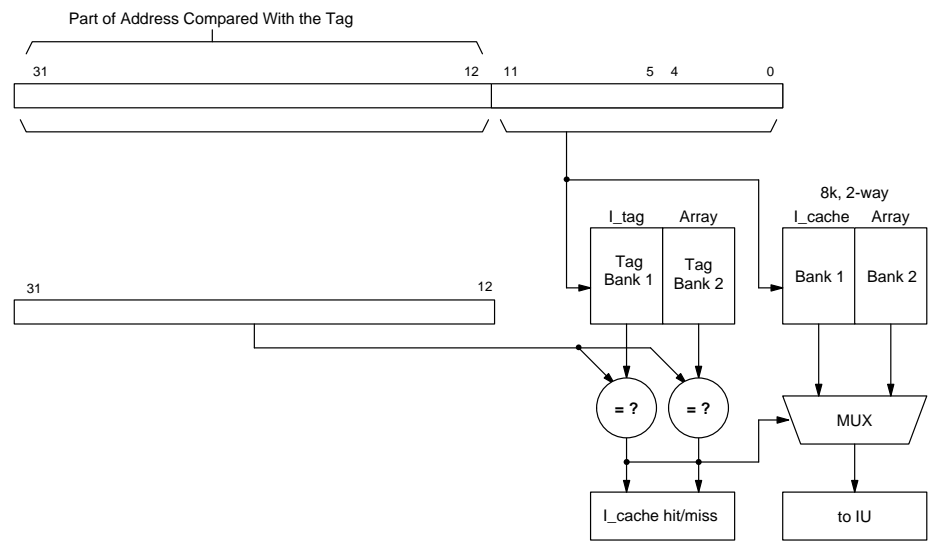 Part of Address Compared With the Tag
31 12 11 5 4 0
8k, 2-way
I_tag Array I_cache Array
Tag Bank 1
Tag Bank 2
Bank 1 Bank 2
31 12
= ? = ?
MUX
I_cache hit/miss to IU